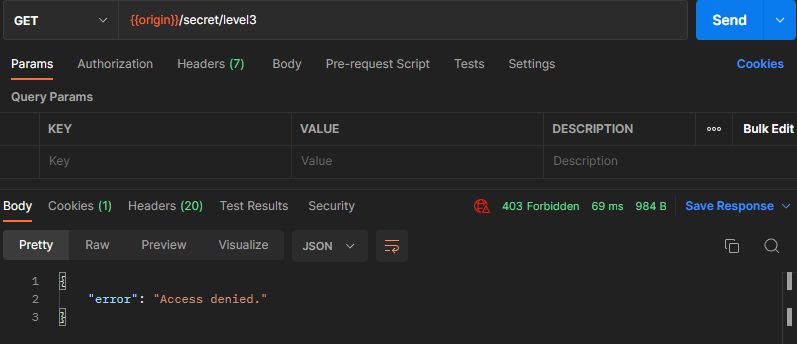 GET {{origin}}/secret/level3 Send
Params Authorization Headers (7) Body Pre-request Script Tests Settings Cookies
Query Params
KEY VALUE DESCRIPTION ooo Bulk Edit
Key Value Description
Body Cookies (1) Headers (20) Test Results Security 403 Forbidden 69 ms 984 B Save Response
Pretty Raw Preview Visualize JSON
1 {
2 "error": "Access denied."
3 }